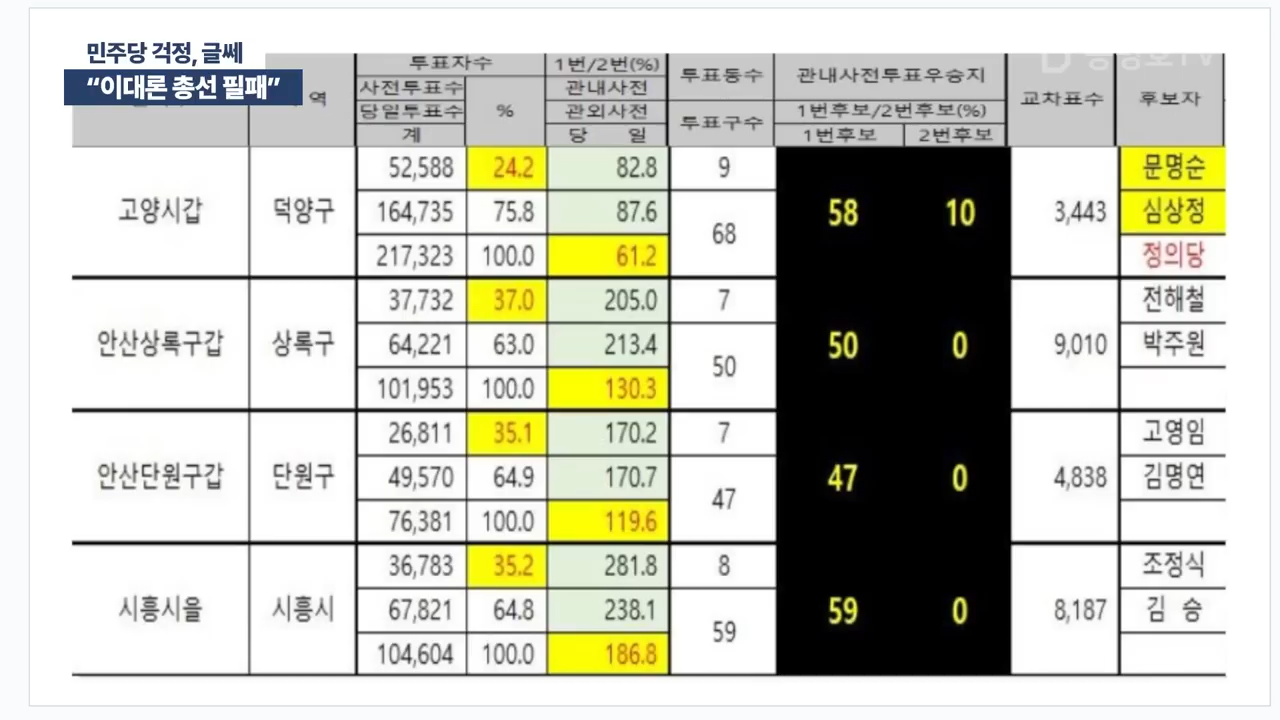 민주당 걱정, 글쎄
“이대론 총선 필패”
역
투표자수
사전투표수
당일투표수
계
%
1번/2번(%)
관내사전
관외사전
당 일
투표동수
투표구수
관내사전투표우승지
1번후보/2번후보(%)
1번후보 2번후보
교차표수
후보자
고양시갑 덕양구
52,588 24.2 82.8
164,735 75.8 87.6
217,323 100.0 61.2
9
68
58 10
3,443
문명순
심상정
정의당
안산상록구갑 상록구
37,732 37.0 205.0
64,221 63.0 213.4
101,953 100.0 130.3
7
50
50 0
9,010
전해철
박주원
안산단원구갑 단원구
26,811 35.1 170.2
49,570 64.9 170.7
76,381 100.0 119.6
7
47
47 0
4,838
고영임
김명연
시흥시을 시흥시
36,783 35.2 281.8
67,821 64.8 238.1
104,604 100.0 186.8
8
59
59 0
8,187
조정식
김 승